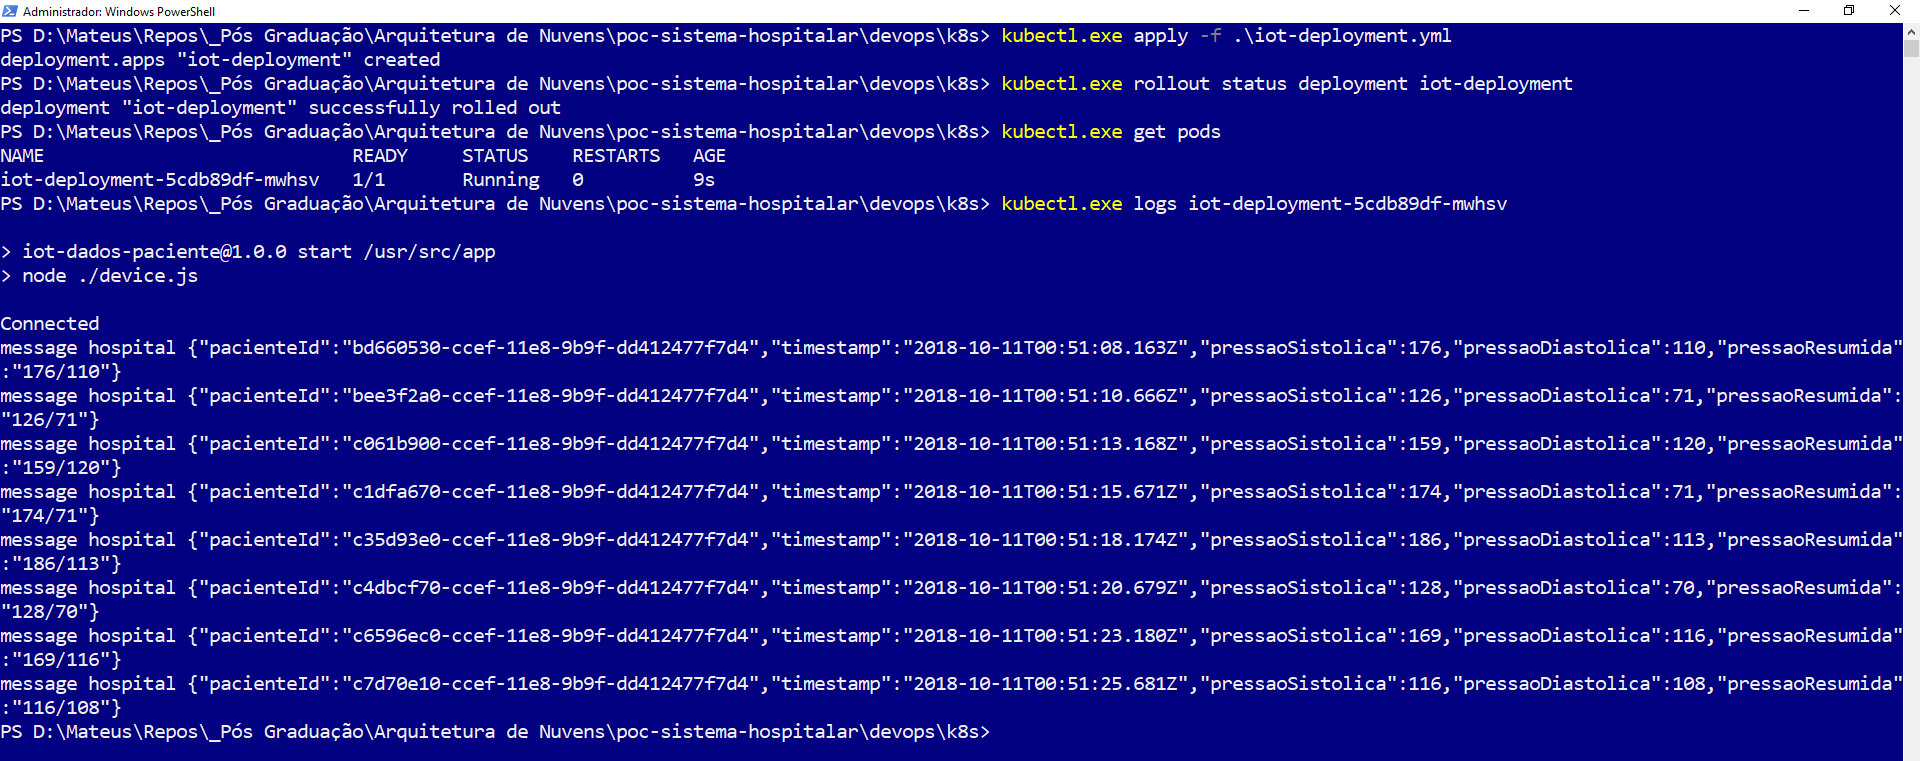 Administrador: Windows PowerShell
PS D:\Mateus\Repos\_Pós Graduação\Arquitetura de Nuvens\poc-sistema-hospitalar\devops\k8s> kubectl.exe apply -f .\iot-deployment.yml
deployment.apps "iot-deployment" created
PS D:\Mateus\Repos\_Pós Graduação\Arquitetura de Nuvens\poc-sistema-hospitalar\devops\k8s> kubectl.exe rollout status deployment iot-deployment
deployment "iot-deployment" successfully rolled out
PS D:\Mateus\Repos\_Pós Graduação\Arquitetura de Nuvens\poc-sistema-hospitalar\devops\k8s> kubectl.exe get pods
NAME                            READY     STATUS    RESTARTS   AGE
iot-deployment-5cdb89df-mwhsv   1/1       Running   0          9s
PS D:\Mateus\Repos\_Pós Graduação\Arquitetura de Nuvens\poc-sistema-hospitalar\devops\k8s> kubectl.exe logs iot-deployment-5cdb89df-mwhsv
> iot-dados-paciente@1.0.0 start /usr/src/app
> node ./device.js
Connected
message hospital {"pacienteId":"bd660530-ccef-11e8-9b9f-dd412477f7d4","timestamp":"2018-10-11T00:51:08.163Z","pressaoSistolica":176,"pressaoDiastolica":110,"pressaoResumida"
:"176/110"}
message hospital {"pacienteId":"bee3f2a0-ccef-11e8-9b9f-dd412477f7d4","timestamp":"2018-10-11T00:51:10.666Z","pressaoSistolica":126,"pressaoDiastolica":71,"pressaoResumida":
"126/71"}
message hospital {"pacienteId":"c061b900-ccef-11e8-9b9f-dd412477f7d4","timestamp":"2018-10-11T00:51:13.168Z","pressaoSistolica":159,"pressaoDiastolica":120,"pressaoResumida"
:"159/120"}
message hospital {"pacienteId":"c1dfa670-ccef-11e8-9b9f-dd412477f7d4","timestamp":"2018-10-11T00:51:15.671Z","pressaoSistolica":174,"pressaoDiastolica":71,"pressaoResumida":
"174/71"}
message hospital {"pacienteId":"c35d93e0-ccef-11e8-9b9f-dd412477f7d4","timestamp":"2018-10-11T00:51:18.174Z","pressaoSistolica":186,"pressaoDiastolica":113,"pressaoResumida"
:"186/113"}
message hospital {"pacienteId":"c4dbcf70-ccef-11e8-9b9f-dd412477f7d4","timestamp":"2018-10-11T00:51:20.679Z","pressaoSistolica":128,"pressaoDiastolica":70,"pressaoResumida":
"128/70"}
message hospital {"pacienteId":"c6596ec0-ccef-11e8-9b9f-dd412477f7d4","timestamp":"2018-10-11T00:51:23.180Z","pressaoSistolica":169,"pressaoDiastolica":116,"pressaoResumida"
:"169/116"}
message hospital {"pacienteId":"c7d70e10-ccef-11e8-9b9f-dd412477f7d4","timestamp":"2018-10-11T00:51:25.681Z","pressaoSistolica":116,"pressaoDiastolica":108,"pressaoResumida"
:"116/108"}
PS D:\Mateus\Repos\_Pós Graduação\Arquitetura de Nuvens\poc-sistema-hospitalar\devops\k8s>